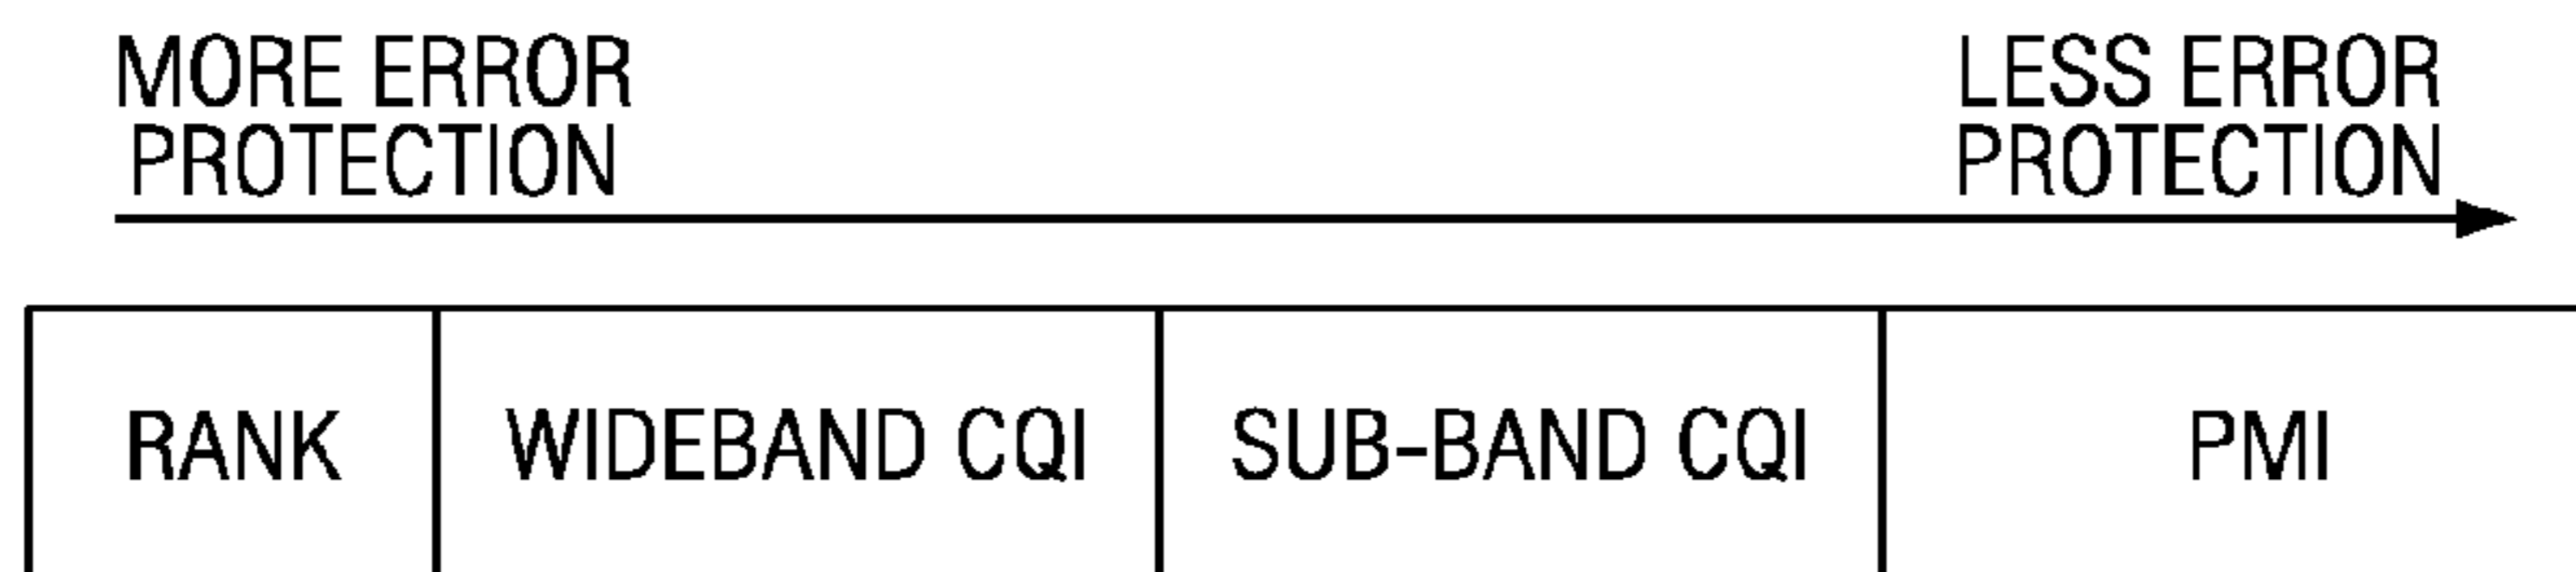 MORE ERROR
PROTECTION
LESS ERROR
PROTECTION
RANK
WIDEBAND CQI
SUB-BAND CQI
PMI